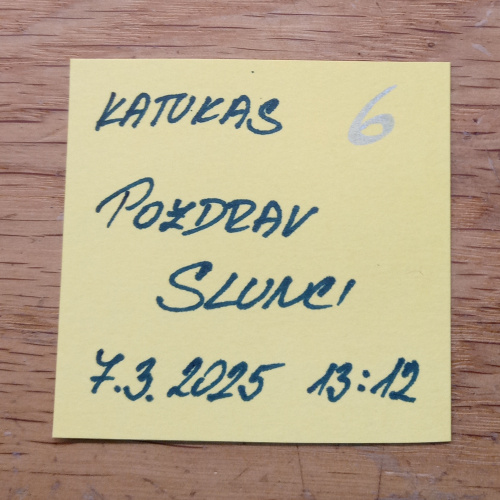 KATUKAS 6
POZDRAV
SLUNCI
7.3.2025 13:12